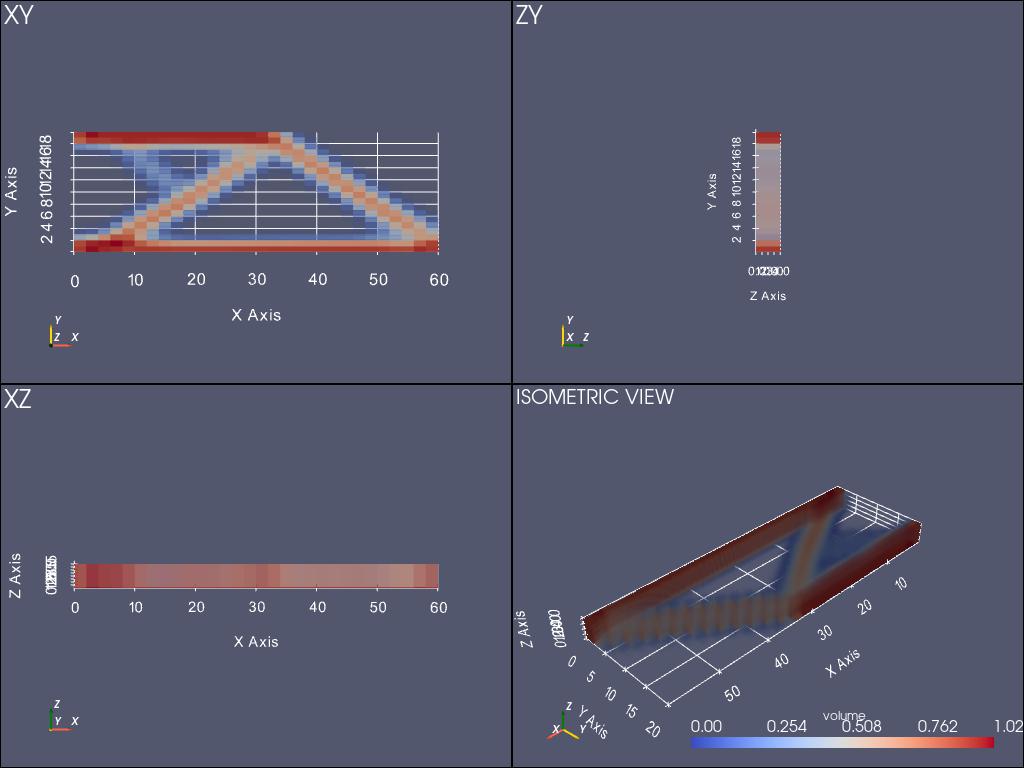 XY
Y Axis
2 4 6 8 10 12 14 16 18
0 10 20 30 40 50 60
X Axis
Y
Z X
ZY
Y Axis
2 4 6 8 10 12 14 16 18
Z Axis
Y
X Z
XZ
Z Axis
0 10 20 30 40 50 60
X Axis
Z
Y X
ISOMETRIC VIEW
Z Axis
0 5 10 15 20
Y Axis
10 20 30 40 50
X Axis
Z
X Y
volume
0.00 0.254 0.508 0.762 1.02